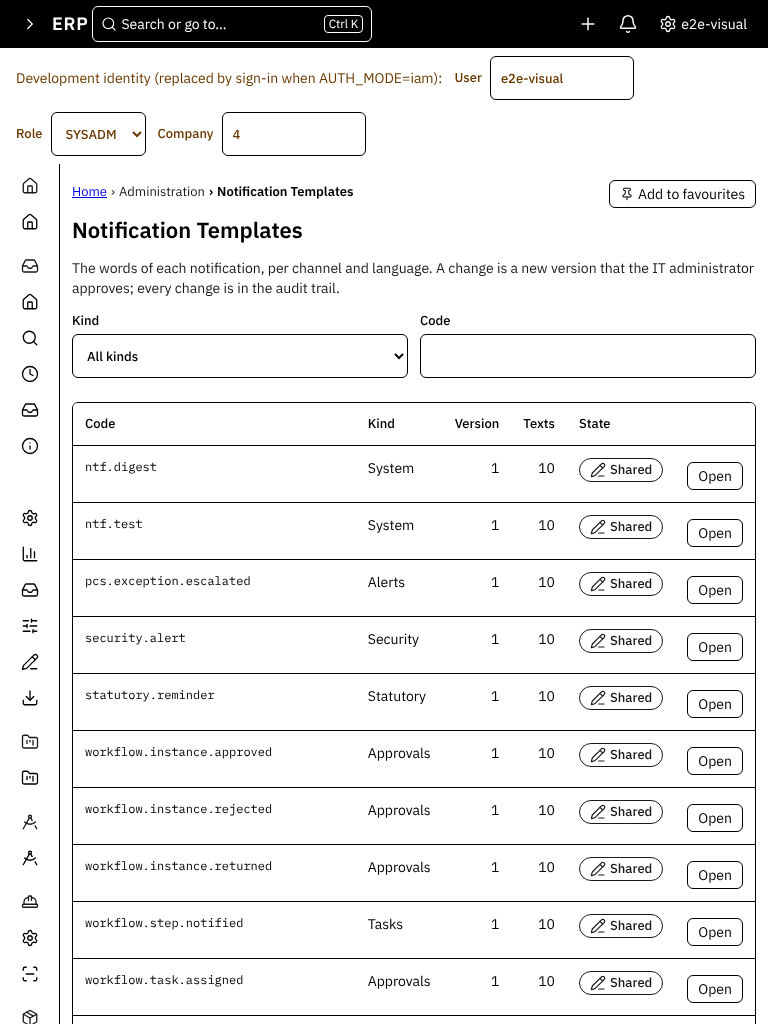 ERP Search or go to... Ctrl K e2e-visual
Development identity (replaced by sign-in when AUTH_MODE=iam): User e2e-visual
Role SYSADM Company 4
Home › Administration › Notification Templates Add to favourites
Notification Templates
The words of each notification, per channel and language. A change is a new version that the IT administrator
approves; every change is in the audit trail.
Kind Code
All kinds
Code Kind Version Texts State
ntf.digest System 1 10 Shared Open
ntf.test System 1 10 Shared Open
pcs.exception.escalated Alerts 1 10 Shared Open
security.alert Security 1 10 Shared Open
statutory.reminder Statutory 1 10 Shared Open
workflow.instance.approved Approvals 1 10 Shared Open
workflow.instance.rejected Approvals 1 10 Shared Open
workflow.instance.returned Approvals 1 10 Shared Open
workflow.step.notified Tasks 1 10 Shared Open
workflow.task.assigned Approvals 1 10 Shared Open